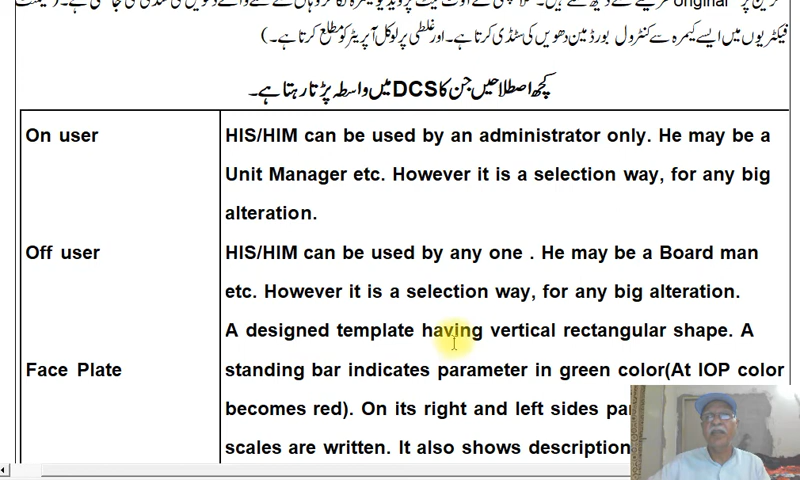 فیکٹریوں میں ایسے کیمرہ سے کنٹرول بورڈ مین دھویں کی سٹڈی کرتا ہے۔ اور غلطی پر لوکل آپریٹر کو مطلع کرتا ہے۔)
کچھ اصطلاحیں جن کا DCS میں واسطہ پڑتا رہتا ہے۔
On user
HIS/HIM can be used by an administrator only. He may be a
Unit Manager etc. However it is a selection way, for any big
alteration.
Off user
HIS/HIM can be used by any one . He may be a Board man
etc. However it is a selection way, for any big alteration.
Face Plate
A designed template having vertical rectangular shape. A
standing bar indicates parameter in green color(At IOP color
becomes red). On its right and left sides
scales are written. It also shows description